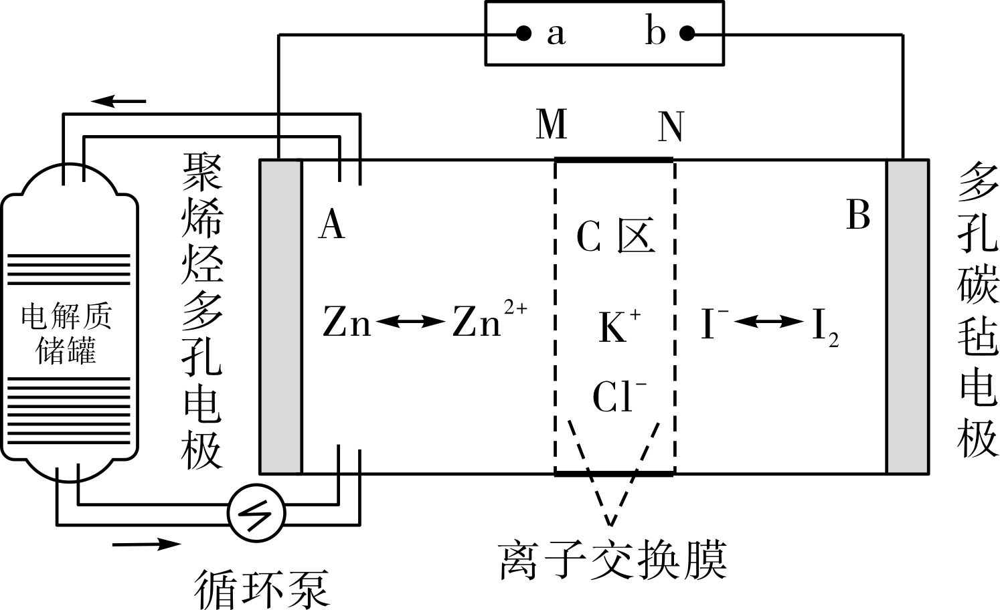 a b
M N
聚烯烃多孔电极
A
C 区
B
多孔碳毡电极
电解质
储罐
Zn⟷Zn²⁺
K⁺
I⁻⟷I₂
Cl⁻
离子交换膜
循环泵